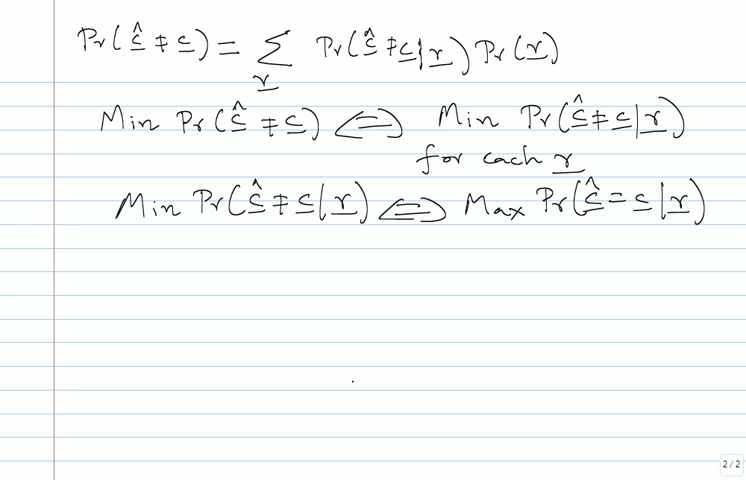 Pr(ĉ ≠ c) = Σ_r Pr(ĉ ≠ c | r) Pr(r)
Min Pr(ĉ ≠ c) ⟺ Min Pr(ĉ ≠ c | r)
for each r
Min Pr(ĉ ≠ c | r) ⟺ Max Pr(ĉ = c | r)
2 / 2